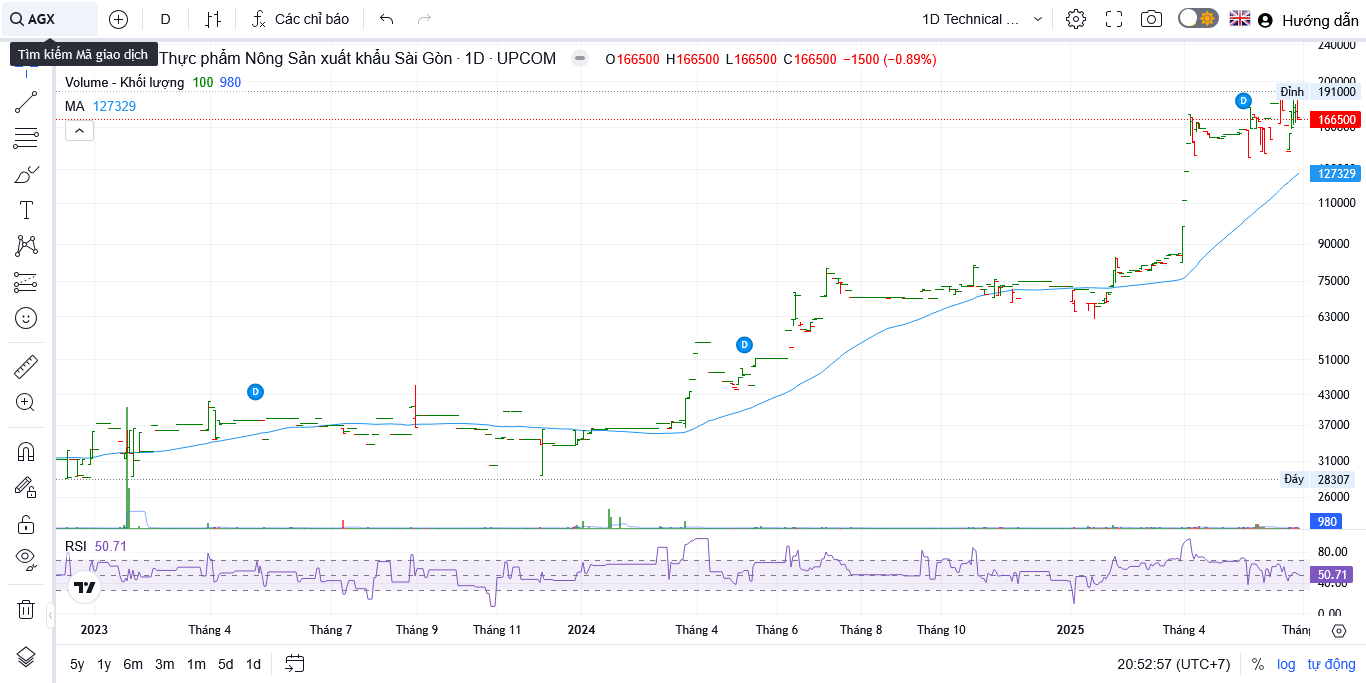 AGX D Các chỉ báo 1D Technical ... Hướng dẫn
Tìm kiếm Mã giao dịch
Thực phẩm Nông Sản xuất khẩu Sài Gòn · 1D · UPCOM O166500 H166500 L166500 C166500 −1500 (−0.89%)
Volume - Khối lượng 100 980
MA 127329
240000
200000
Đỉnh 191000
166500
160000
127329
110000
90000
75000
63000
51000
43000
37000
31000
Đáy 28307
26000
980
D
D
D
RSI 50.71
80.00
50.71
40.00
0.00
2023 Tháng 4 Tháng 7 Tháng 9 Tháng 11 2024 Tháng 4 Tháng 6 Tháng 8 Tháng 10 2025 Tháng 4
5y 1y 6m 3m 1m 5d 1d 20:52:57 (UTC+7) % log tự động